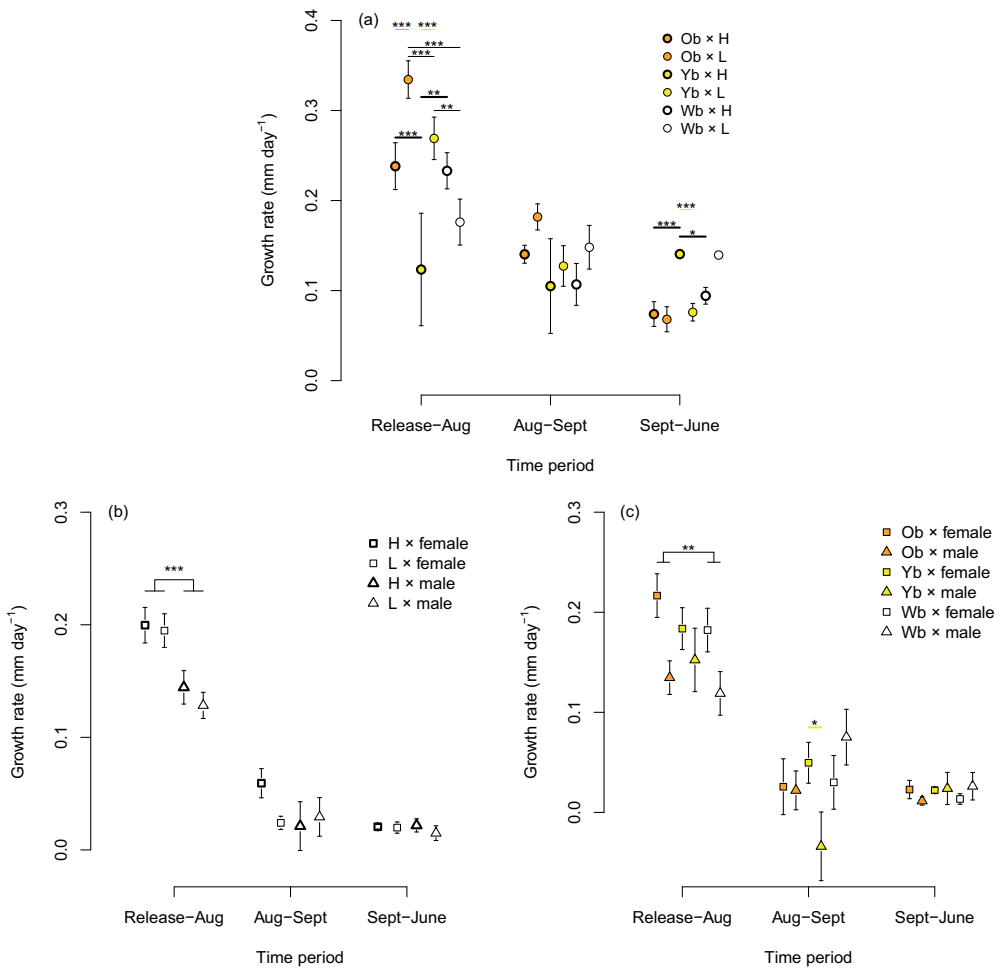 (a)
0.4
0.3
0.2
0.1
0.0
Growth rate (mm day⁻¹)
*** ***
***
***
**
**
***
***
***
*
Ob × H
Ob × L
Yb × H
Yb × L
Wb × H
Wb × L
Release−Aug Aug−Sept Sept−June
Time period
(b)
0.3
0.2
0.1
0.0
Growth rate (mm day⁻¹)
***
H × female
L × female
H × male
L × male
Release−Aug Aug−Sept Sept−June
Time period
(c)
0.3
0.2
0.1
0.0
Growth rate (mm day⁻¹)
**
*
Ob × female
Ob × male
Yb × female
Yb × male
Wb × female
Wb × male
Release−Aug Aug−Sept Sept−June
Time period